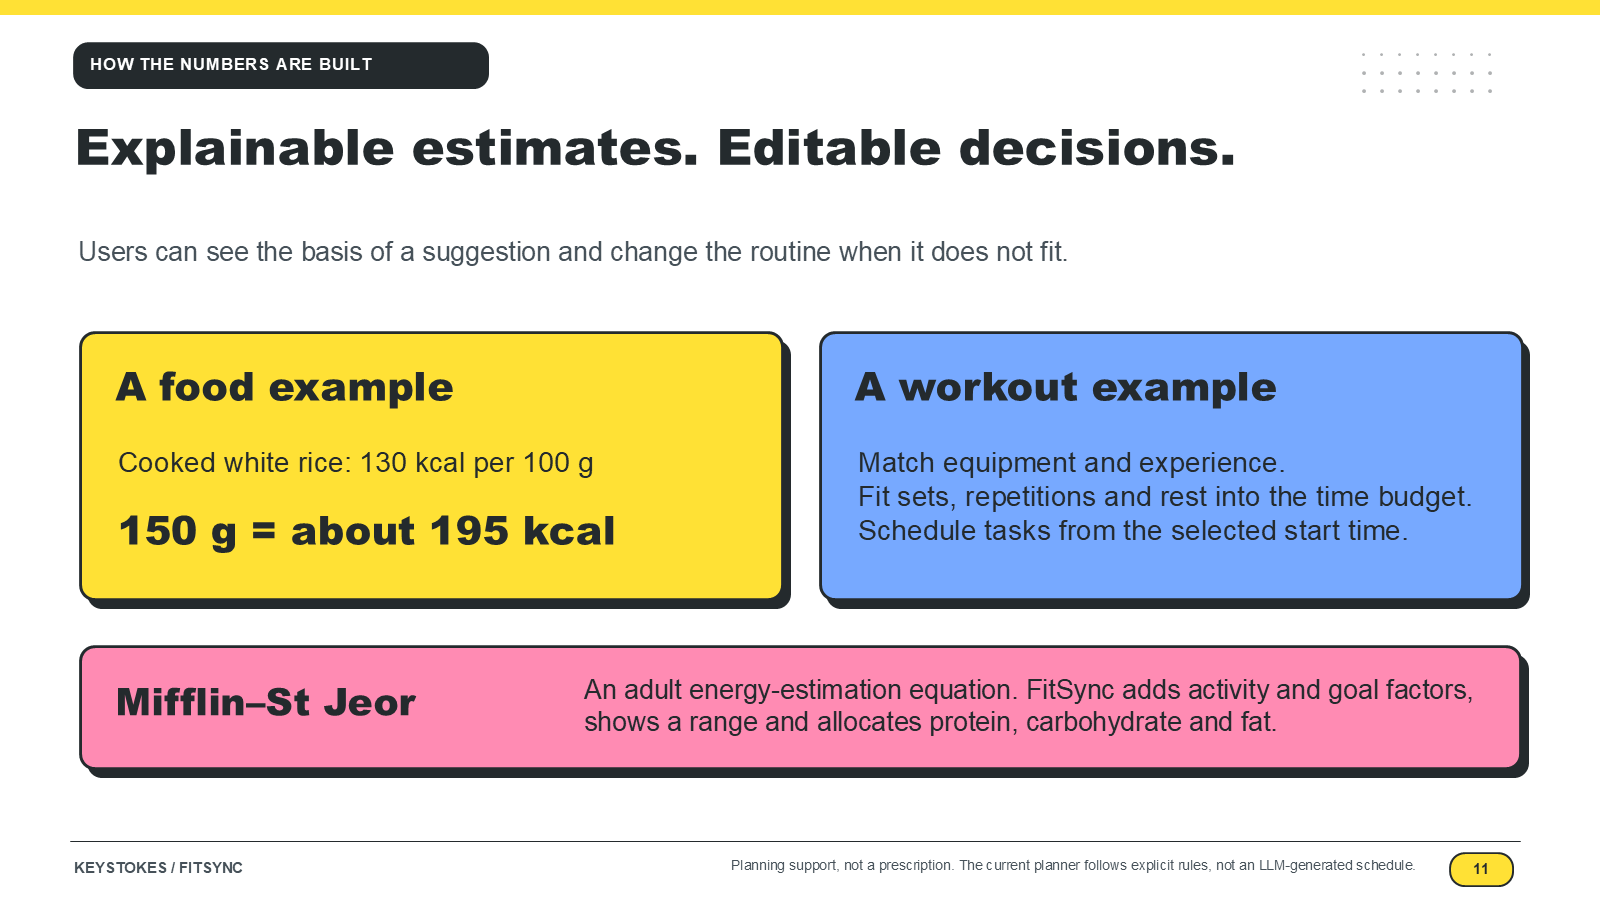 HOW THE NUMBERS ARE BUILT
Explainable estimates. Editable decisions.
Users can see the basis of a suggestion and change the routine when it does not fit.
A food example
Cooked white rice: 130 kcal per 100 g
150 g = about 195 kcal
A workout example
Match equipment and experience.
Fit sets, repetitions and rest into the time budget.
Schedule tasks from the selected start time.
Mifflin–St Jeor
An adult energy-estimation equation. FitSync adds activity and goal factors,
shows a range and allocates protein, carbohydrate and fat.
KEYSTOKES / FITSYNC
Planning support, not a prescription. The current planner follows explicit rules, not an LLM-generated schedule.
11